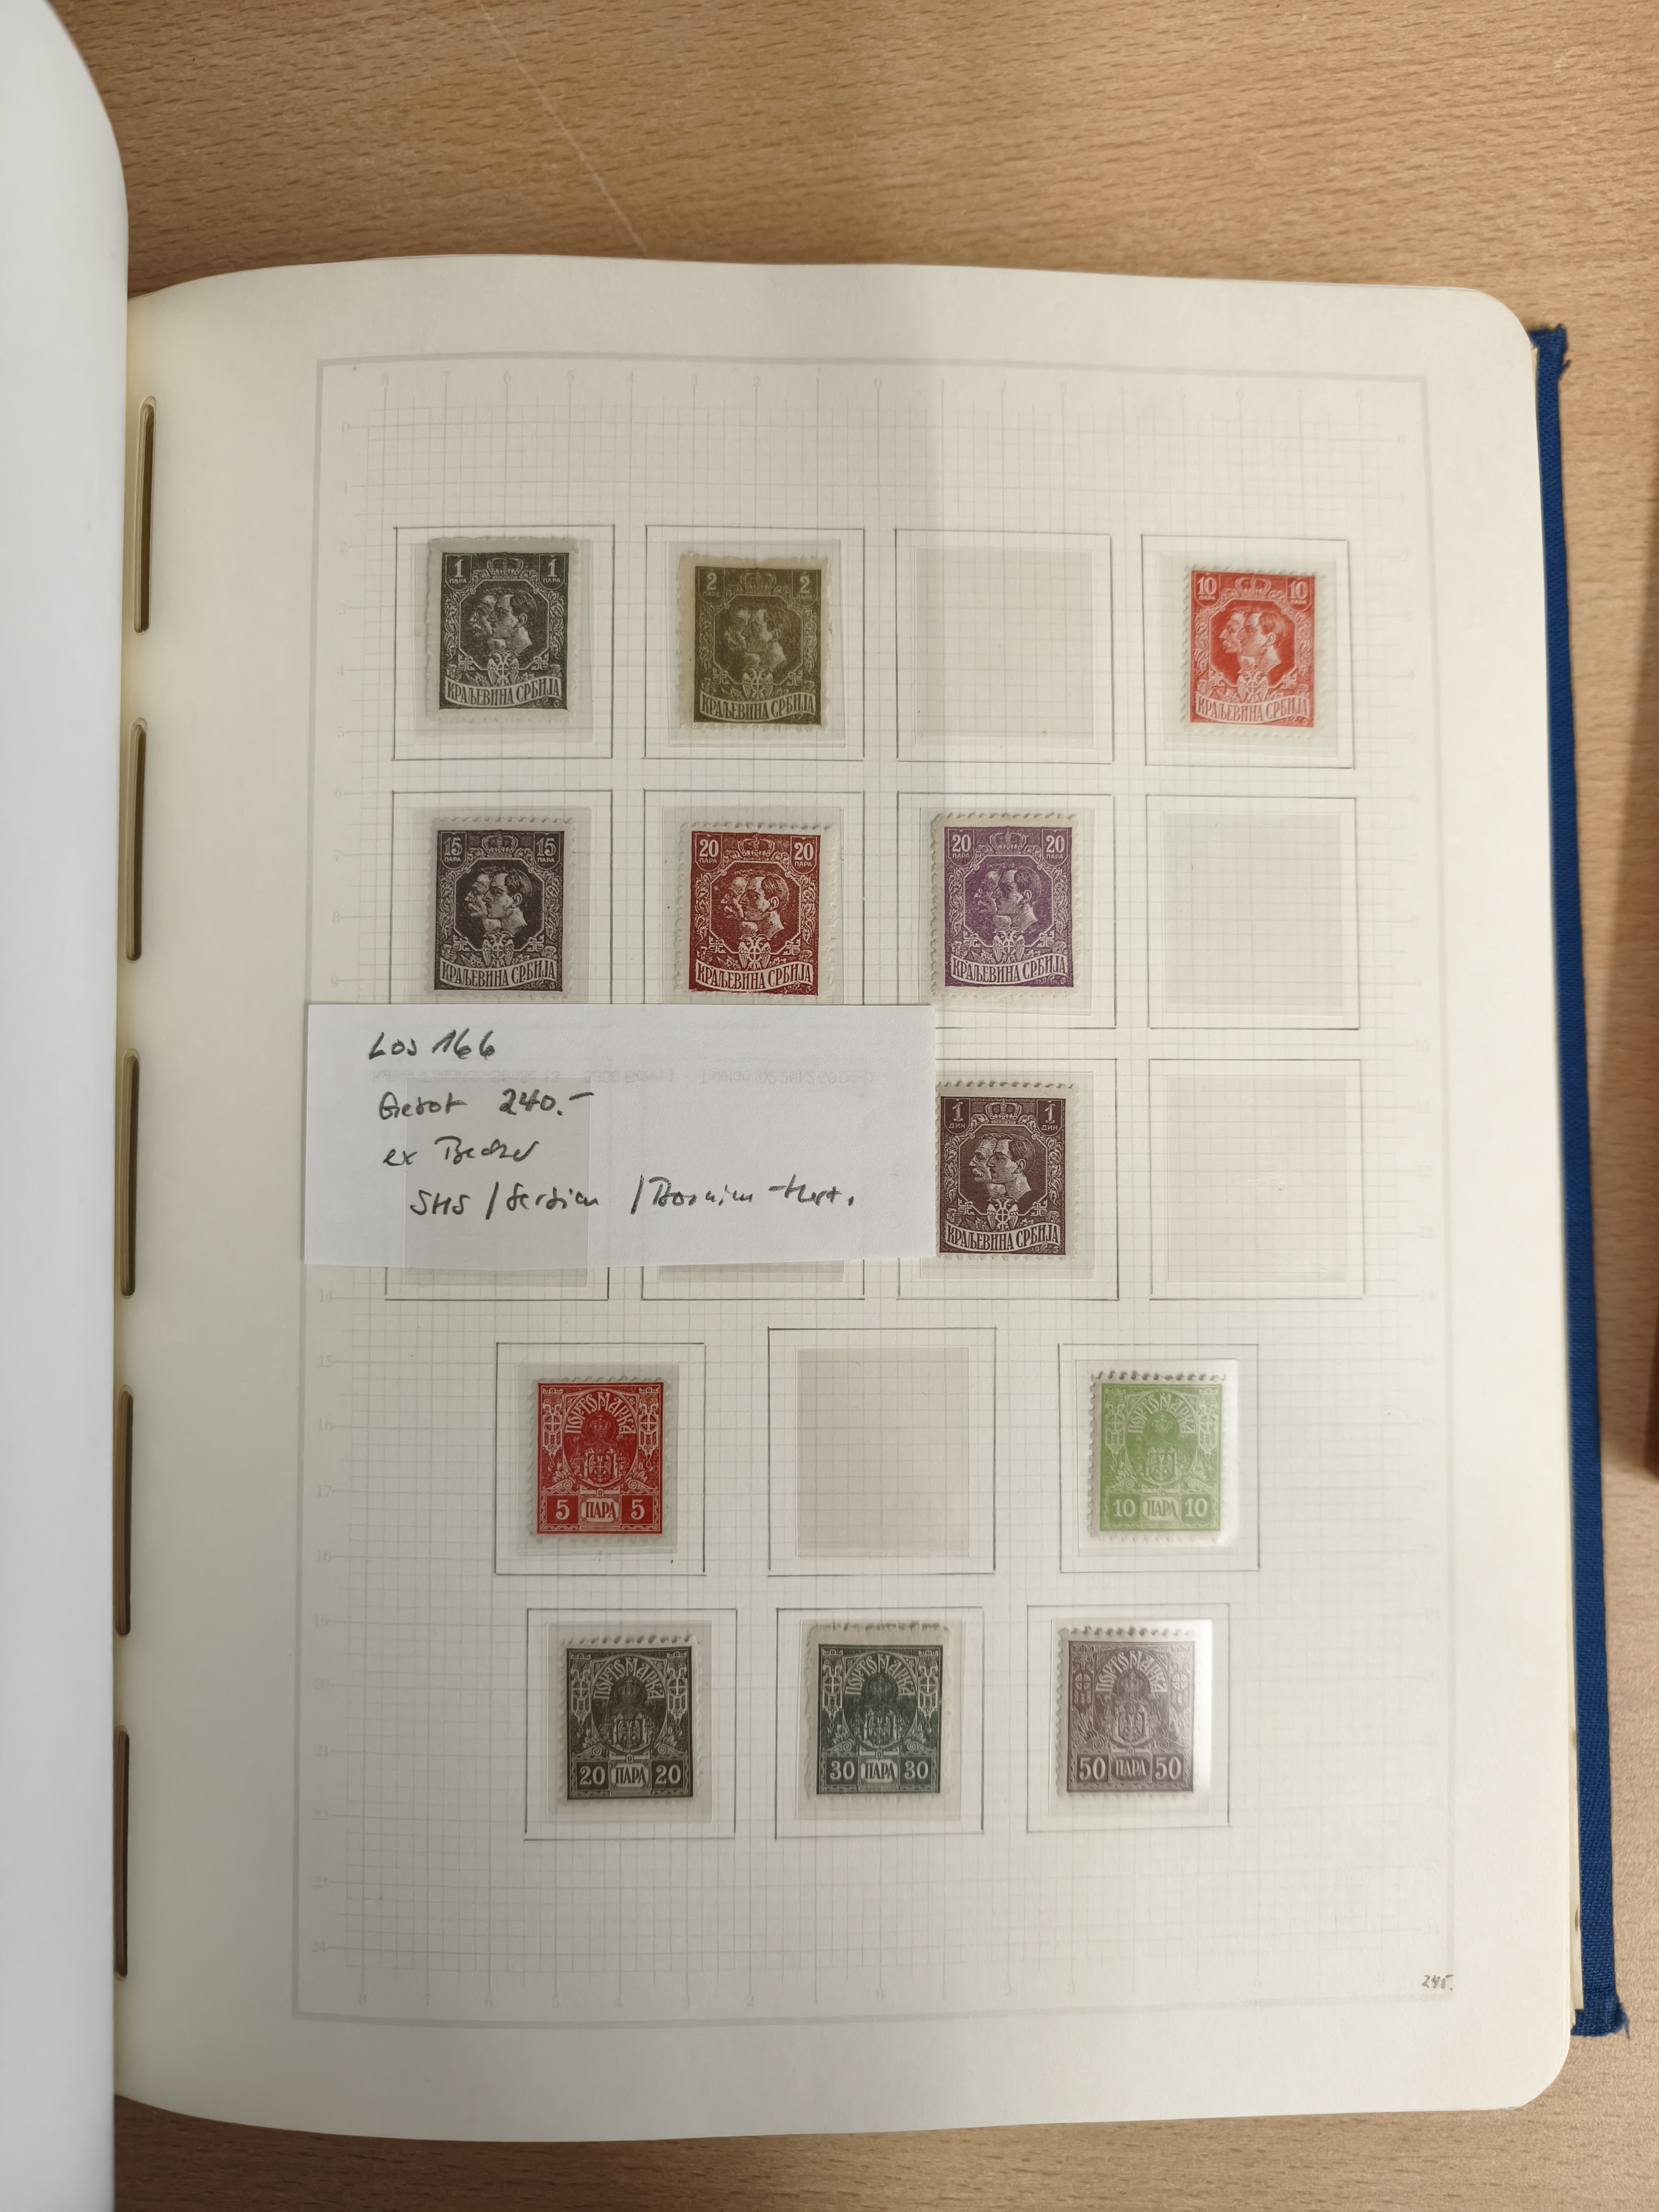 1 1
ПАРА ПАРА
КРАЉЕВИНА СРБИЈА
2 2
ПАРЕ ПАРЕ
КРАЉЕВИНА СРБИЈА
10 10
ПАРА ПАРА
КРАЉЕВИНА СРБИЈА
15 15
ПАРА ПАРА
КРАЉЕВИНА СРБИЈА
20 20
ПАРА ПАРА
КРАЉЕВИНА СРБИЈА
20 20
ПАРА ПАРА
КРАЉЕВИНА СРБИЈА
Los 166
Gebot 240.-
ex Becker
SHS / Serbien / Bosnien-Herz.
1 1
ДИН ДИН
КРАЉЕВИНА СРБИЈА
ПОРТО МАРКА
5 ПАРА 5
ПОРТО МАРКА
10 ПАРА 10
ПОРТО МАРКА
20 ПАРА 20
ПОРТО МАРКА
30 ПАРА 30
ПОРТО МАРКА
50 ПАРА 50
245.